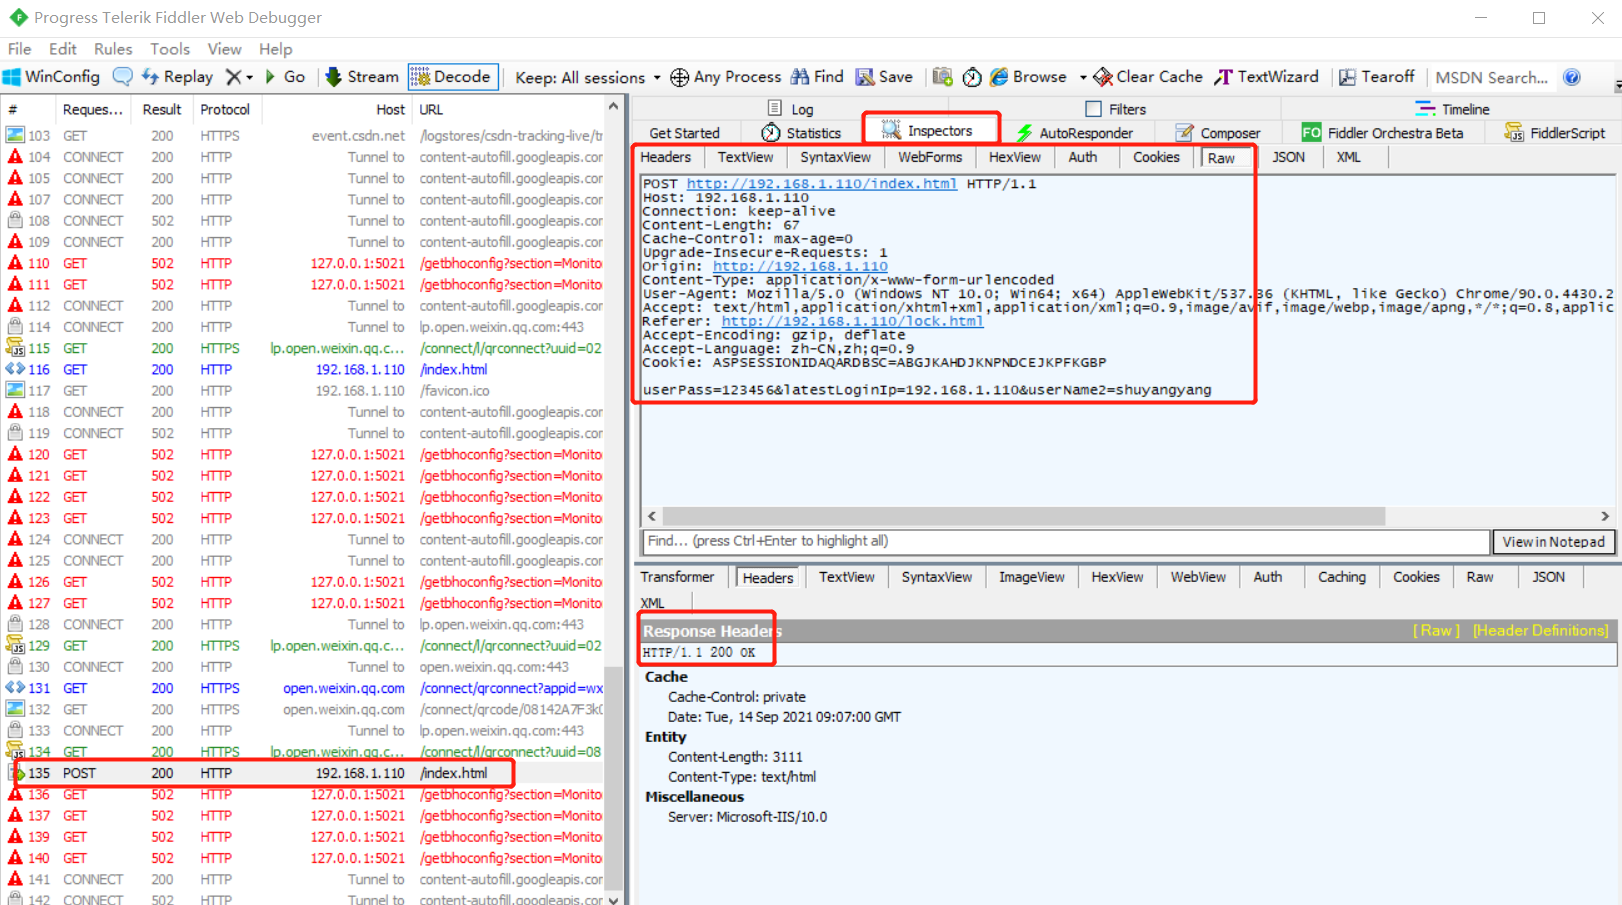 Progress Telerik Fiddler Web Debugger
File Edit Rules Tools View Help
WinConfig Replay Go Stream Decode Keep: All sessions Any Process Find Save Browse Clear Cache TextWizard Tearoff MSDN Search...
# Reques... Result Protocol Host URL
103 GET 200 HTTPS event.csdn.net /logstores/csdn-tracking-live/tr
104 CONNECT 200 HTTP Tunnel to content-autofill.googleapis.com
105 CONNECT 200 HTTP Tunnel to content-autofill.googleapis.com
107 CONNECT 200 HTTP Tunnel to content-autofill.googleapis.com
108 CONNECT 502 HTTP Tunnel to content-autofill.googleapis.com
109 CONNECT 200 HTTP Tunnel to content-autofill.googleapis.com
110 GET 502 HTTP 127.0.0.1:5021 /getbhoconfig?section=Monito
111 GET 502 HTTP 127.0.0.1:5021 /getbhoconfig?section=Monito
112 CONNECT 200 HTTP Tunnel to content-autofill.googleapis.com
114 CONNECT 200 HTTP Tunnel to lp.open.weixin.qq.com:443
115 GET 200 HTTPS lp.open.weixin.qq.c... /connect/l/qrconnect?uuid=02
116 GET 200 HTTP 192.168.1.110 /index.html
117 GET 200 HTTP 192.168.1.110 /favicon.ico
118 CONNECT 200 HTTP Tunnel to content-autofill.googleapis.com
119 CONNECT 502 HTTP Tunnel to content-autofill.googleapis.com
120 GET 502 HTTP 127.0.0.1:5021 /getbhoconfig?section=Monito
121 GET 502 HTTP 127.0.0.1:5021 /getbhoconfig?section=Monito
122 GET 502 HTTP 127.0.0.1:5021 /getbhoconfig?section=Monito
123 GET 502 HTTP 127.0.0.1:5021 /getbhoconfig?section=Monito
124 CONNECT 200 HTTP Tunnel to content-autofill.googleapis.com
125 CONNECT 200 HTTP Tunnel to content-autofill.googleapis.com
126 GET 502 HTTP 127.0.0.1:5021 /getbhoconfig?section=Monito
127 GET 502 HTTP 127.0.0.1:5021 /getbhoconfig?section=Monito
128 CONNECT 200 HTTP Tunnel to lp.open.weixin.qq.com:443
129 GET 200 HTTPS lp.open.weixin.qq.c... /connect/l/qrconnect?uuid=02
130 CONNECT 200 HTTP Tunnel to open.weixin.qq.com:443
131 GET 200 HTTPS open.weixin.qq.com /connect/qrconnect?appid=wx
132 GET 200 HTTPS open.weixin.qq.com /connect/qrcode/08142A7F3k0
133 CONNECT 200 HTTP Tunnel to lp.open.weixin.qq.com:443
134 GET 200 HTTPS lp.open.weixin.qq.c... /connect/l/qrconnect?uuid=08
135 POST 200 HTTP 192.168.1.110 /index.html
136 GET 502 HTTP 127.0.0.1:5021 /getbhoconfig?section=Monito
137 GET 502 HTTP 127.0.0.1:5021 /getbhoconfig?section=Monito
139 GET 502 HTTP 127.0.0.1:5021 /getbhoconfig?section=Monito
140 GET 502 HTTP 127.0.0.1:5021 /getbhoconfig?section=Monito
141 CONNECT 200 HTTP Tunnel to content-autofill.googleapis.com
142 CONNECT 200 HTTP Tunnel to content-autofill.googleapis.com
Log Filters Timeline
Get Started Statistics Inspectors AutoResponder Composer FO Fiddler Orchestra Beta FiddlerScript
Headers TextView SyntaxView WebForms HexView Auth Cookies Raw JSON XML
POST http://192.168.1.110/index.html HTTP/1.1
Host: 192.168.1.110
Connection: keep-alive
Content-Length: 67
Cache-Control: max-age=0
Upgrade-Insecure-Requests: 1
Origin: http://192.168.1.110
Content-Type: application/x-www-form-urlencoded
User-Agent: Mozilla/5.0 (Windows NT 10.0; Win64; x64) AppleWebKit/537.36 (KHTML, like Gecko) Chrome/90.0.4430.2
Accept: text/html,application/xhtml+xml,application/xml;q=0.9,image/avif,image/webp,image/apng,*/*;q=0.8,applic
Referer: http://192.168.1.110/lock.html
Accept-Encoding: gzip, deflate
Accept-Language: zh-CN,zh;q=0.9
Cookie: ASPSESSIONIDAQARDBSC=ABGJKAHDJKNPNDCEJKPFKGBP
userPass=123456&latestLoginIp=192.168.1.110&userName2=shuyangyang
Find... (press Ctrl+Enter to highlight all) View in Notepad
Transformer Headers TextView SyntaxView ImageView HexView WebView Auth Caching Cookies Raw JSON
XML
Response Headers [ Raw ] [Header Definitions]
HTTP/1.1 200 OK
Cache
Cache-Control: private
Date: Tue, 14 Sep 2021 09:07:00 GMT
Entity
Content-Length: 3111
Content-Type: text/html
Miscellaneous
Server: Microsoft-IIS/10.0